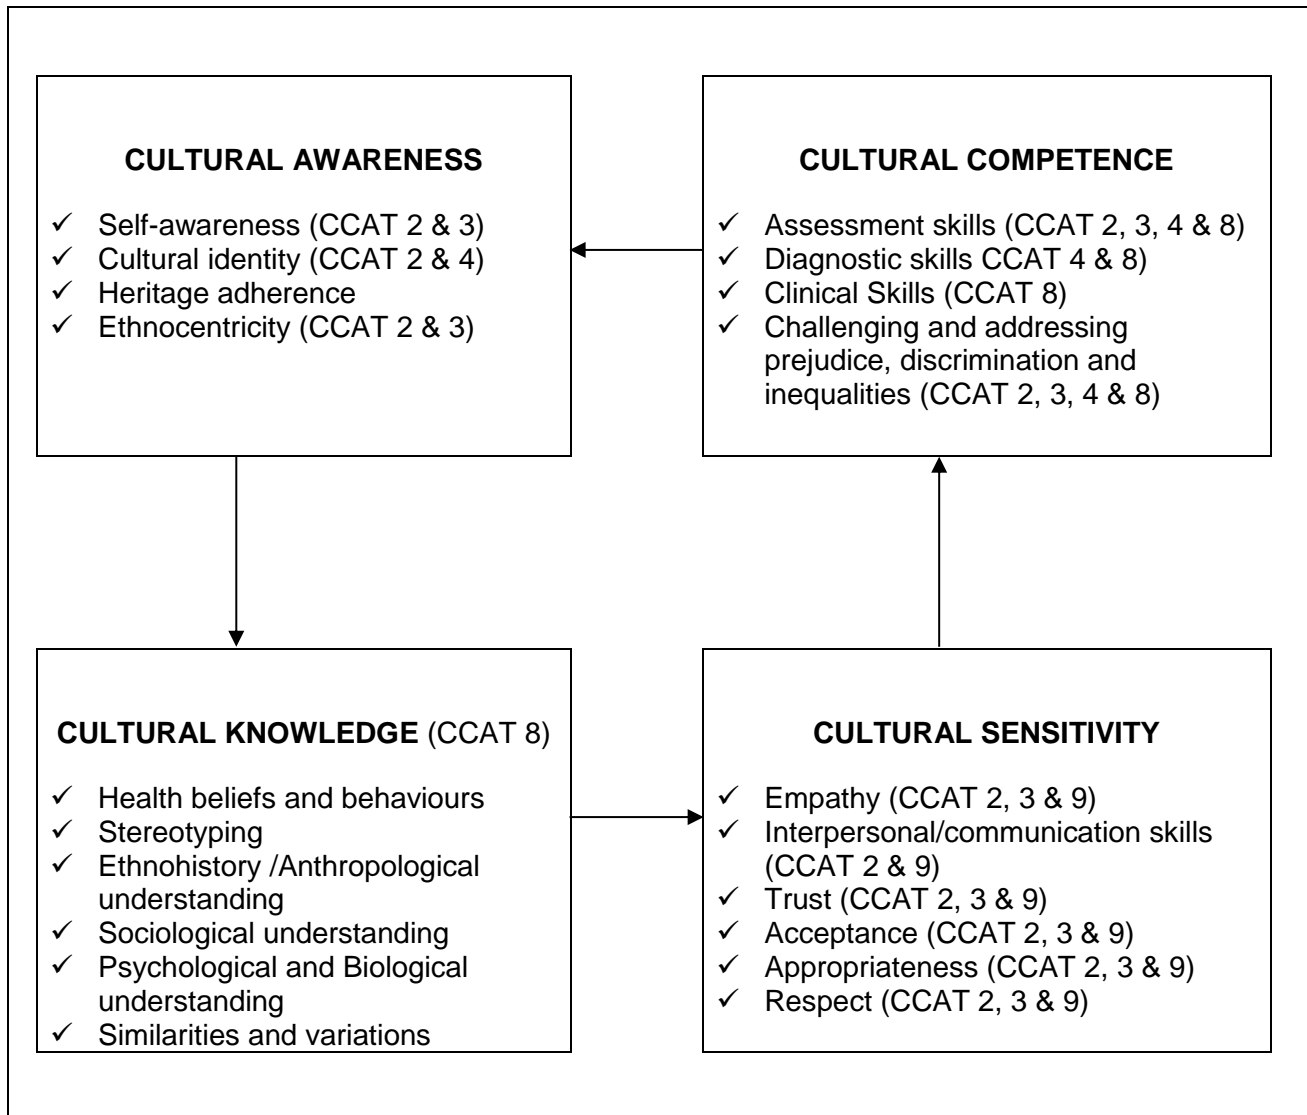 CULTURAL AWARENESS
✓ Self-awareness (CCAT 2 & 3)
✓ Cultural identity (CCAT 2 & 4)
✓ Heritage adherence
✓ Ethnocentricity (CCAT 2 & 3)
CULTURAL COMPETENCE
✓ Assessment skills (CCAT 2, 3, 4 & 8)
✓ Diagnostic skills CCAT 4 & 8)
✓ Clinical Skills (CCAT 8)
✓ Challenging and addressing
prejudice, discrimination and
inequalities (CCAT 2, 3, 4 & 8)
CULTURAL KNOWLEDGE (CCAT 8)
✓ Health beliefs and behaviours
✓ Stereotyping
✓ Ethnohistory /Anthropological
understanding
✓ Sociological understanding
✓ Psychological and Biological
understanding
✓ Similarities and variations
CULTURAL SENSITIVITY
✓ Empathy (CCAT 2, 3 & 9)
✓ Interpersonal/communication skills
(CCAT 2 & 9)
✓ Trust (CCAT 2, 3 & 9)
✓ Acceptance (CCAT 2, 3 & 9)
✓ Appropriateness (CCAT 2, 3 & 9)
✓ Respect (CCAT 2, 3 & 9)